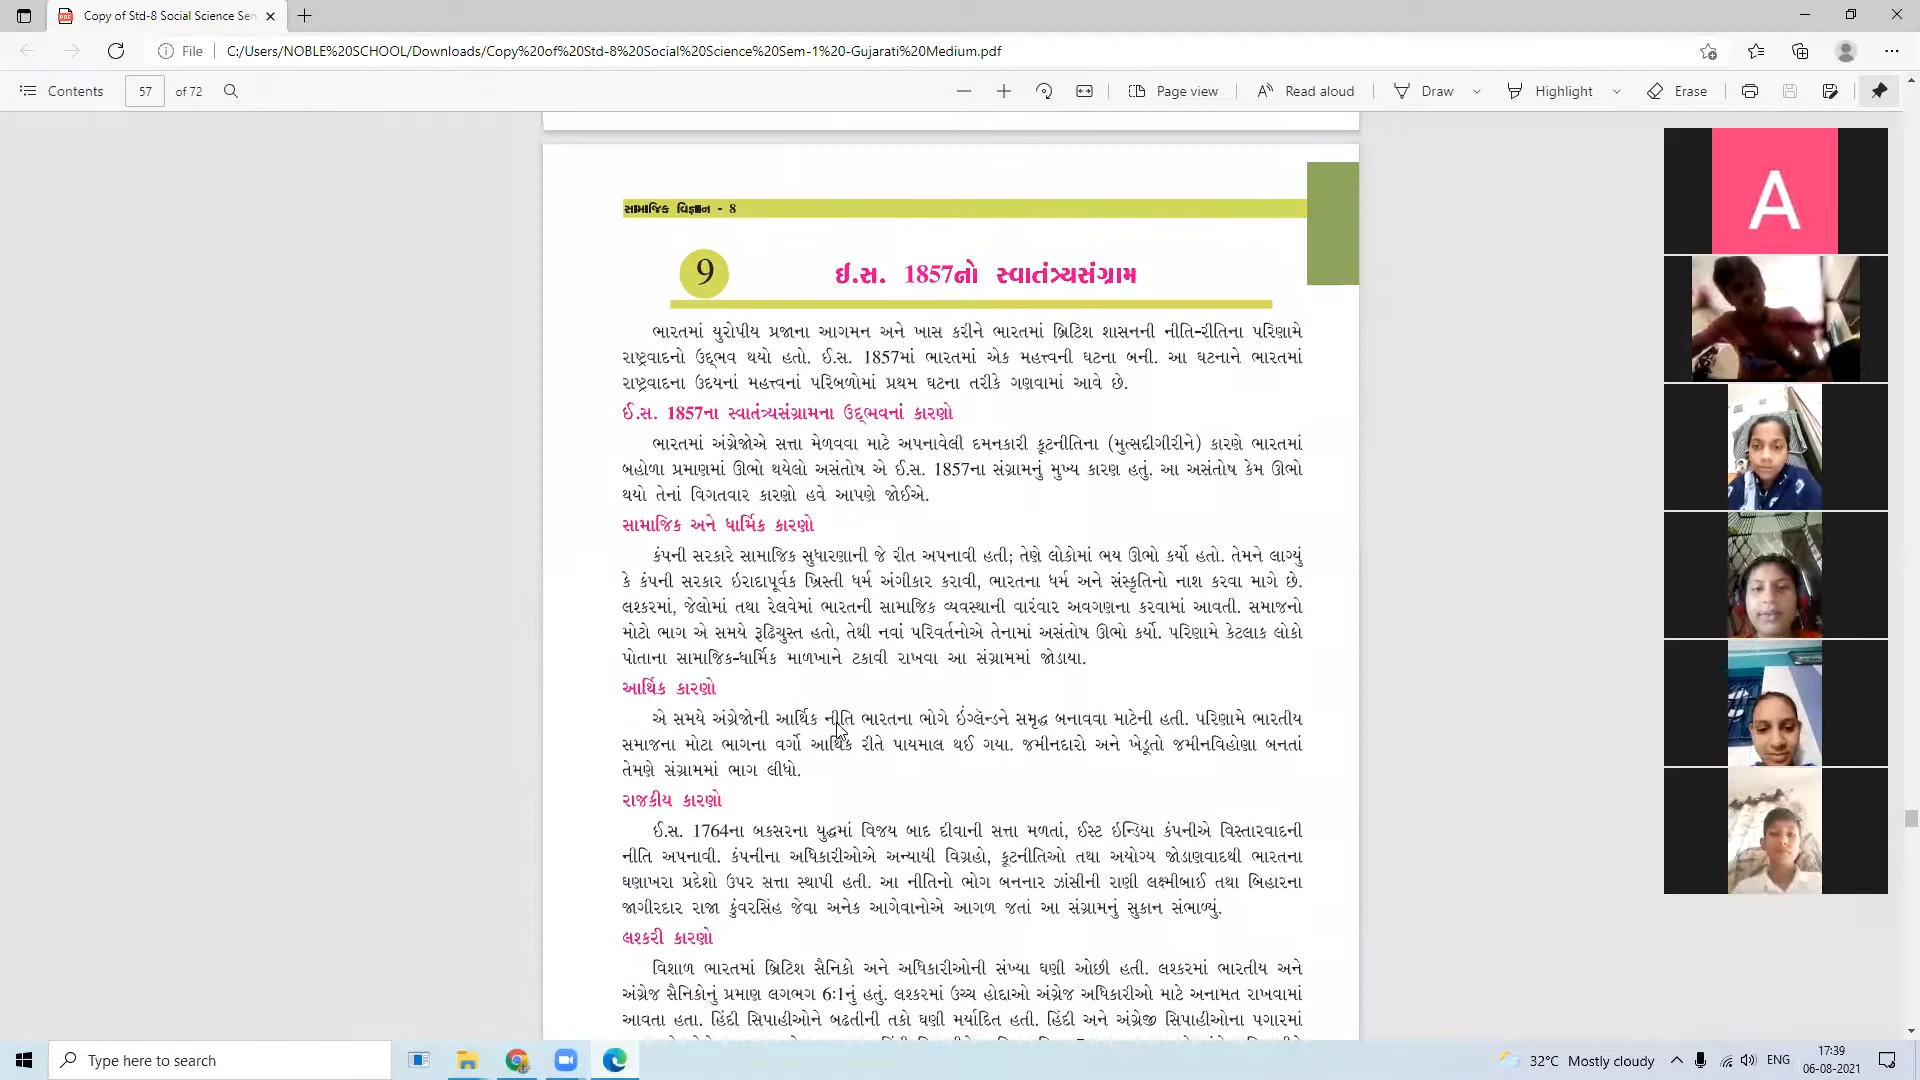 Copy of Std-8 Social Science Sen
File
C:/Users/NOBLE%20SCHOOL/Downloads/Copy%20of%20Std-8%20Social%20Science%20Sem-1%20-Gujarati%20Medium.pdf
Contents 57 of 72 Page view Read aloud Draw Highlight Erase
સામાજિક વિજ્ઞાન - 8
9 ઈ.સ. 1857નો સ્વાતંત્ર્યસંગ્રામ
ભારતમાં યુરોપીય પ્રજાના આગમન અને ખાસ કરીને ભારતમાં બ્રિટિશ શાસનની નીતિ-રીતિના પરિણામે
રાષ્ટ્રવાદનો ઉદ્ભવ થયો હતો. ઈ.સ. 1857માં ભારતમાં એક મહત્ત્વની ઘટના બની. આ ઘટનાને ભારતમાં
રાષ્ટ્રવાદના ઉદયનાં મહત્ત્વનાં પરિબળોમાં પ્રથમ ઘટના તરીકે ગણવામાં આવે છે.
ઈ.સ. 1857ના સ્વાતંત્ર્યસંગ્રામના ઉદ્ભવનાં કારણો
ભારતમાં અંગ્રેજોએ સત્તા મેળવવા માટે અપનાવેલી દમનકારી કૂટનીતિના (મુત્સદ્દીગીરીને) કારણે ભારતમાં
બહોળા પ્રમાણમાં ઊભો થયેલો અસંતોષ એ ઈ.સ. 1857ના સંગ્રામનું મુખ્ય કારણ હતું. આ અસંતોષ કેમ ઊભો
થયો તેનાં વિગતવાર કારણો હવે આપણે જોઈએ.
સામાજિક અને ધાર્મિક કારણો
કંપની સરકારે સામાજિક સુધારણાની જે રીત અપનાવી હતી; તેણે લોકોમાં ભય ઊભો કર્યો હતો. તેમને લાગ્યું
કે કંપની સરકાર ઇરાદાપૂર્વક ખ્રિસ્તી ધર્મ અંગીકાર કરાવી, ભારતના ધર્મ અને સંસ્કૃતિનો નાશ કરવા માગે છે.
લશ્કરમાં, જેલોમાં તથા રેલવેમાં ભારતની સામાજિક વ્યવસ્થાની વારંવાર અવગણના કરવામાં આવતી. સમાજનો
મોટો ભાગ એ સમયે રૂઢિચુસ્ત હતો, તેથી નવાં પરિવર્તનોએ તેનામાં અસંતોષ ઊભો કર્યો. પરિણામે કેટલાક લોકો
પોતાના સામાજિક-ધાર્મિક માળખાને ટકાવી રાખવા આ સંગ્રામમાં જોડાયા.
આર્થિક કારણો
એ સમયે અંગ્રેજોની આર્થિક નીતિ ભારતના ભોગે ઇંગ્લૅન્ડને સમૃદ્ધ બનાવવા માટેની હતી. પરિણામે ભારતીય
સમાજના મોટા ભાગના વર્ગો આર્થિક રીતે પાયમાલ થઈ ગયા. જમીનદારો અને ખેડૂતો જમીનવિહોણા બનતાં
તેમણે સંગ્રામમાં ભાગ લીધો.
રાજકીય કારણો
ઈ.સ. 1764ના બક્સરના યુદ્ધમાં વિજય બાદ દીવાની સત્તા મળતાં, ઈસ્ટ ઇન્ડિયા કંપનીએ વિસ્તારવાદની
નીતિ અપનાવી. કંપનીના અધિકારીઓએ અન્યાયી વિગ્રહો, કૂટનીતિઓ તથા અયોગ્ય જોડાણવાદથી ભારતના
ઘણાખરા પ્રદેશો ઉપર સત્તા સ્થાપી હતી. આ નીતિનો ભોગ બનનાર ઝાંસીની રાણી લક્ષ્મીબાઈ તથા બિહારના
જાગીરદાર રાજા કુંવરસિંહ જેવા અનેક આગેવાનોએ આગળ જતાં આ સંગ્રામનું સુકાન સંભાળ્યું.
લશ્કરી કારણો
વિશાળ ભારતમાં બ્રિટિશ સૈનિકો અને અધિકારીઓની સંખ્યા ઘણી ઓછી હતી. લશ્કરમાં ભારતીય અને
અંગ્રેજ સૈનિકોનું પ્રમાણ લગભગ 6:1નું હતું. લશ્કરમાં ઉચ્ચ હોદ્દાઓ અંગ્રેજ અધિકારીઓ માટે અનામત રાખવામાં
આવતા હતા. હિંદી સિપાહીઓને બઢતીની તકો ઘણી મર્યાદિત હતી. હિંદી અને અંગ્રેજી સિપાહીઓના પગારમાં
A
Type here to search
32°C Mostly cloudy
ENG
17:39
06-08-2021